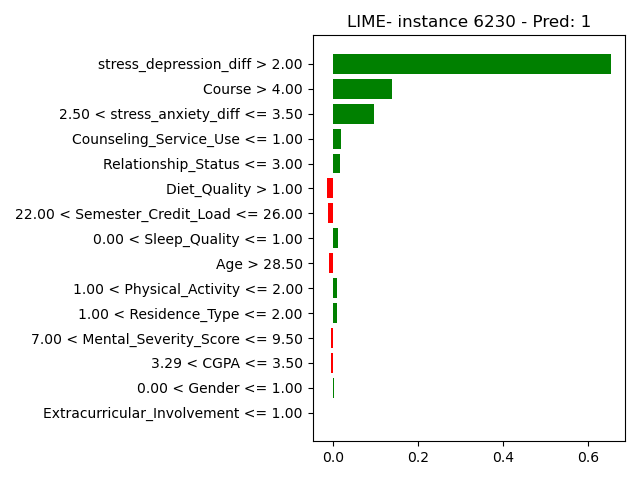 LIME- instance 6230 - Pred: 1
stress_depression_diff > 2.00
Course > 4.00
2.50 < stress_anxiety_diff <= 3.50
Counseling_Service_Use <= 1.00
Relationship_Status <= 3.00
Diet_Quality > 1.00
22.00 < Semester_Credit_Load <= 26.00
0.00 < Sleep_Quality <= 1.00
Age > 28.50
1.00 < Physical_Activity <= 2.00
1.00 < Residence_Type <= 2.00
7.00 < Mental_Severity_Score <= 9.50
3.29 < CGPA <= 3.50
0.00 < Gender <= 1.00
Extracurricular_Involvement <= 1.00
0.0 0.2 0.4 0.6